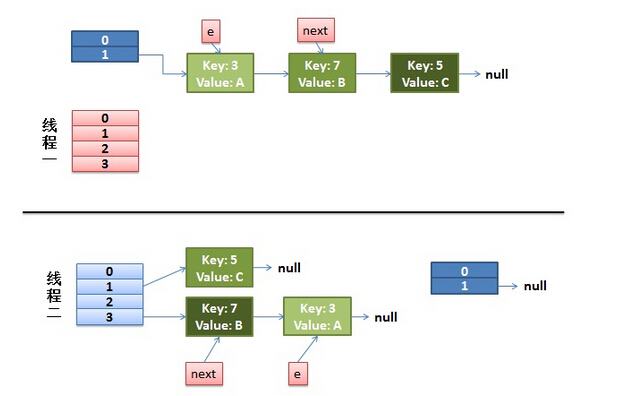 e
next
0
1
Key: 3
Value: A
Key: 7
Value: B
Key: 5
Value: C
null
线程一
0
1
2
3
线程二
0
1
2
3
Key: 5
Value: C
null
Key: 7
Value: B
Key: 3
Value: A
null
next
e
0
1
null